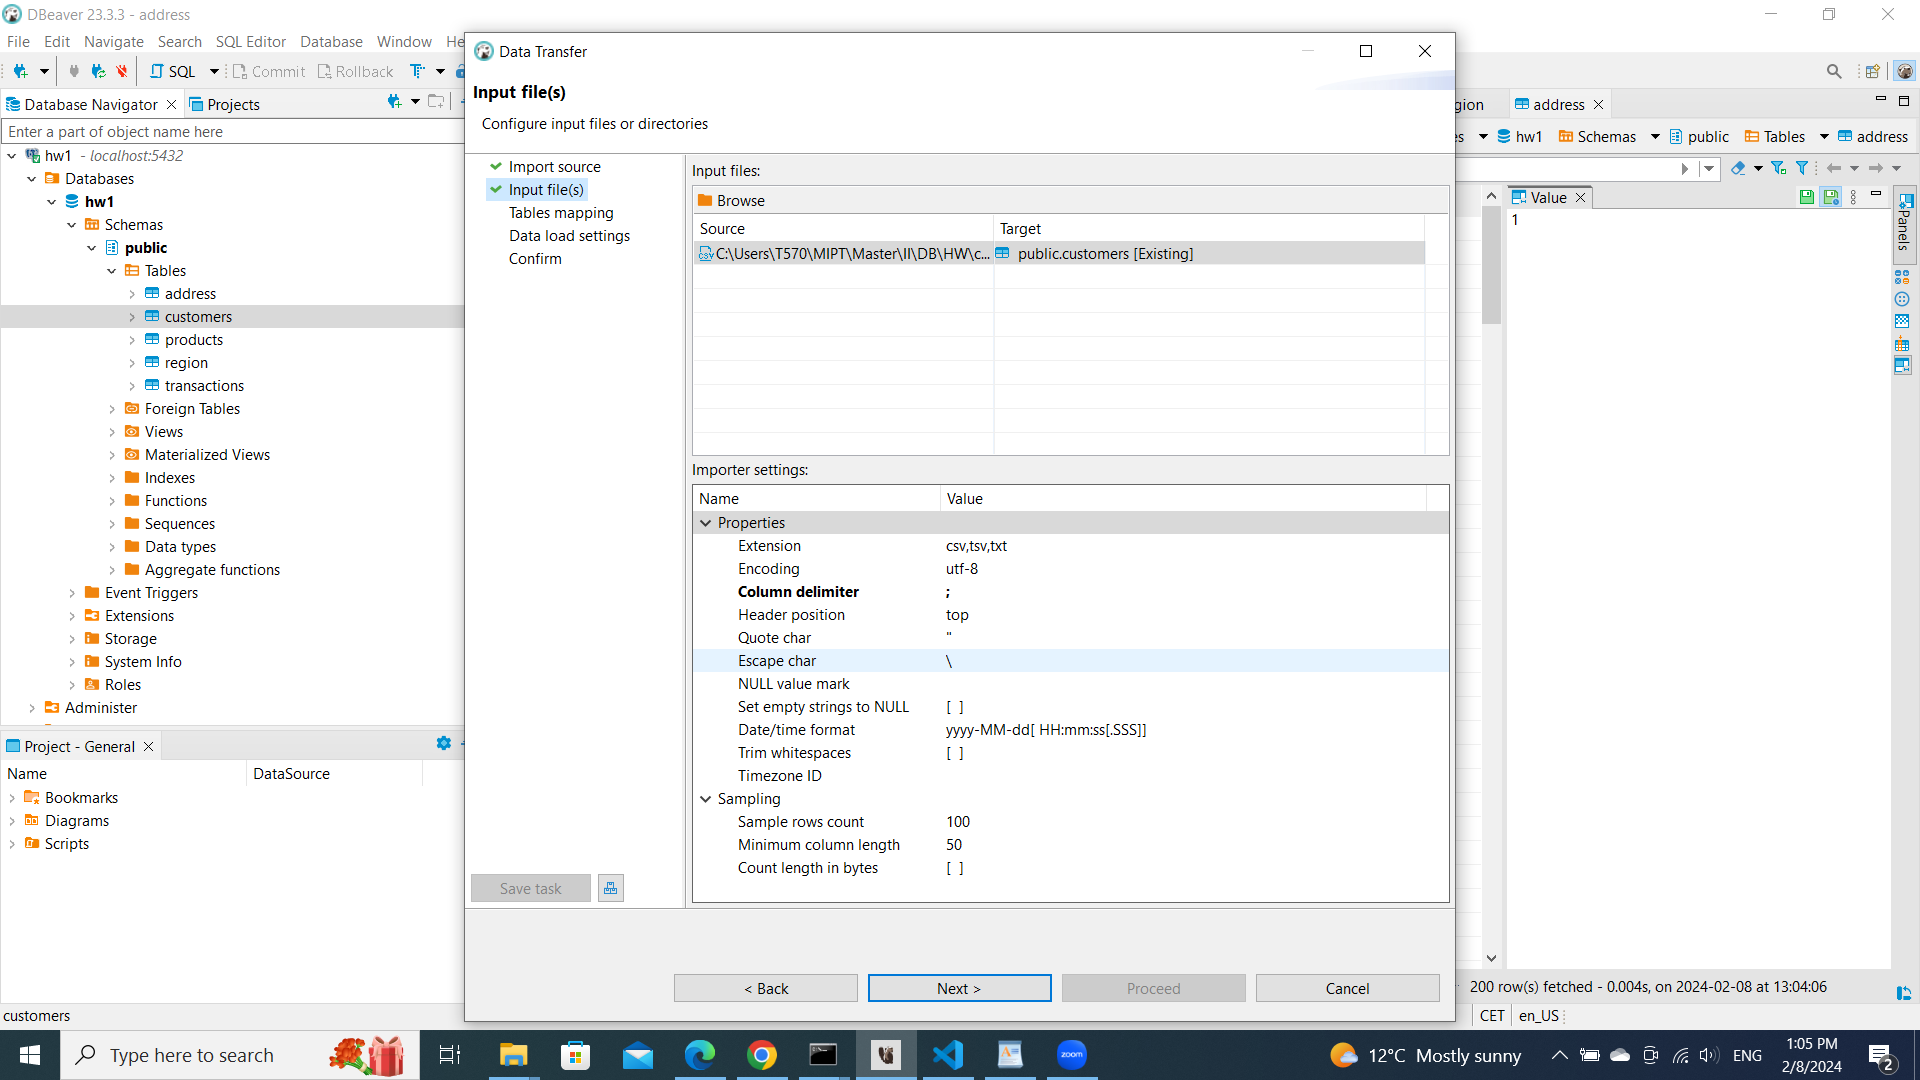 DBeaver 23.3.3 - address
File Edit Navigate Search SQL Editor Database Window He
SQL Commit Rollback
Database Navigator Projects
Enter a part of object name here
hw1 - localhost:5432
Databases
hw1
Schemas
public
Tables
address
customers
products
region
transactions
Foreign Tables
Views
Materialized Views
Indexes
Functions
Sequences
Data types
Aggregate functions
Event Triggers
Extensions
Storage
System Info
Roles
Administer
Project - General
Name DataSource
Bookmarks
Diagrams
Scripts
customers
Data Transfer
Input file(s)
Configure input files or directories
Import source
Input file(s)
Tables mapping
Data load settings
Confirm
Save task
Input files:
Browse
Source Target
C:\Users\T570\MIPT\Master\II\DB\HW\c... public.customers [Existing]
Importer settings:
Name Value
Properties
Extension csv,tsv,txt
Encoding utf-8
Column delimiter ;
Header position top
Quote char "
Escape char \
NULL value mark
Set empty strings to NULL [ ]
Date/time format yyyy-MM-dd[ HH:mm:ss[.SSS]]
Trim whitespaces [ ]
Timezone ID
Sampling
Sample rows count 100
Minimum column length 50
Count length in bytes [ ]
< Back Next > Proceed Cancel
gion address
es hw1 Schemas public Tables address
Value
1
Panels
200 row(s) fetched - 0.004s, on 2024-02-08 at 13:04:06
CET en_US
Type here to search
zoom
12°C Mostly sunny
ENG
1:05 PM
2/8/2024
2